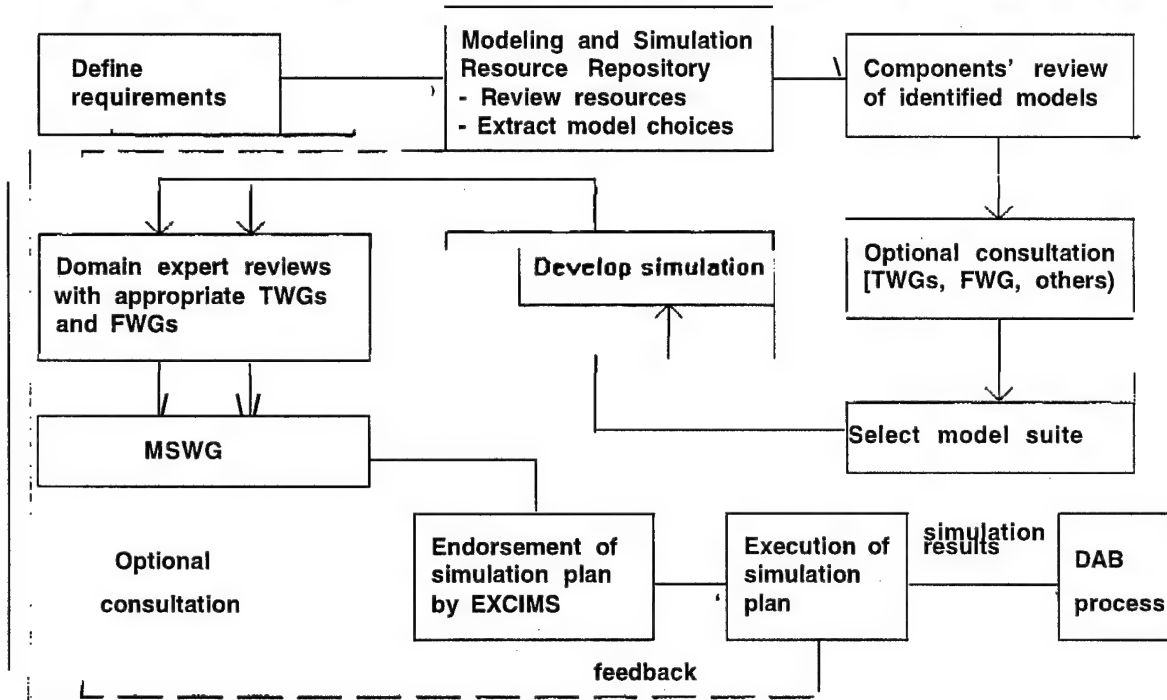 Define
requirements
Modeling and Simulation
Resource Repository
- Review resources
- Extract model choices
Components' review
of identified models
Domain expert reviews
with appropriate TWGs
and FWGs
Develop simulation
Optional consultation
[TWGs, FWG, others)
MSWG
Select model suite
Optional
consultation
Endorsement of
simulation plan
by EXCIMS
Execution of
simulation
plan
simulation
results
DAB
process
feedback